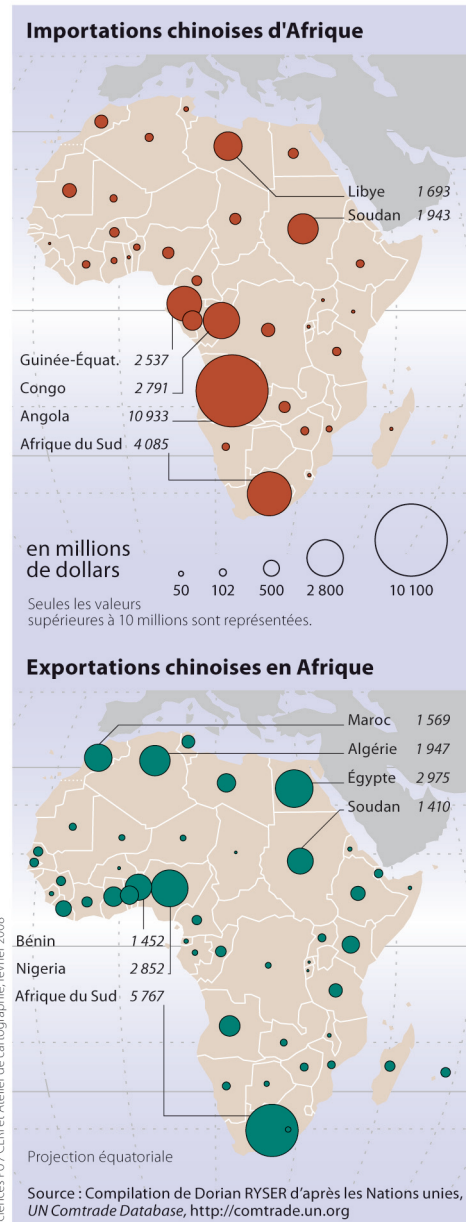 Importations chinoises d'Afrique
Libye 1 693
Soudan 1 943
Guinée-Équat. 2 537
Congo 2 791
Angola 10 933
Afrique du Sud 4 085
en millions
de dollars
50 102 500 2 800 10 100
Seules les valeurs
supérieures à 10 millions sont représentées.
Exportations chinoises en Afrique
Maroc 1 569
Algérie 1 947
Égypte 2 975
Soudan 1 410
Bénin 1 452
Nigeria 2 852
Afrique du Sud 5 767
Projection équatoriale
Source : Compilation de Dorian RYSER d'après les Nations unies,
UN Comtrade Database, http://comtrade.un.org